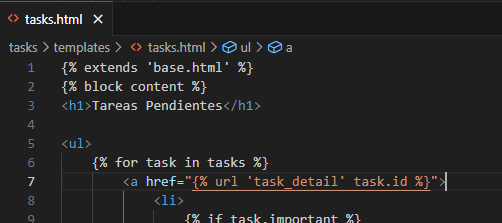 tasks.html ×
tasks > templates > tasks.html > ul > a
1 {% extends 'base.html' %}
2 {% block content %}
3 <h1>Tareas Pendientes</h1>
4
5 <ul>
6 {% for task in tasks %}
7 <a href="{% url 'task_detail' task.id %}">
8 <li>
9 {% if task.important %}